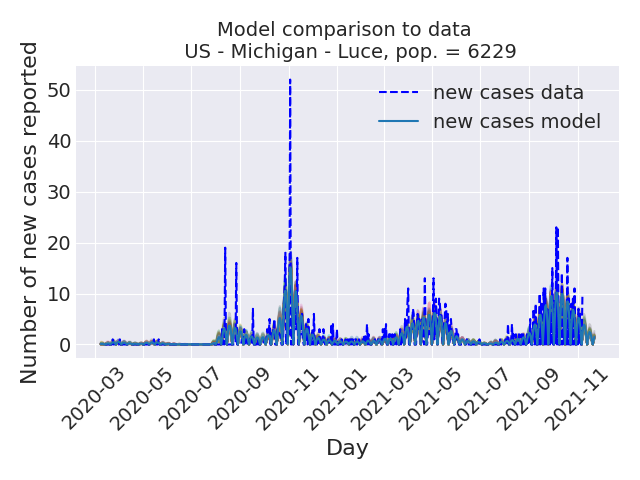 Model comparison to data
US - Michigan - Luce, pop. = 6229
Number of new cases reported
50
40
30
20
10
0
new cases data
new cases model
2020-03
2020-05
2020-07
2020-09
2020-11
2021-01
2021-03
2021-05
2021-07
2021-09
2021-11
Day